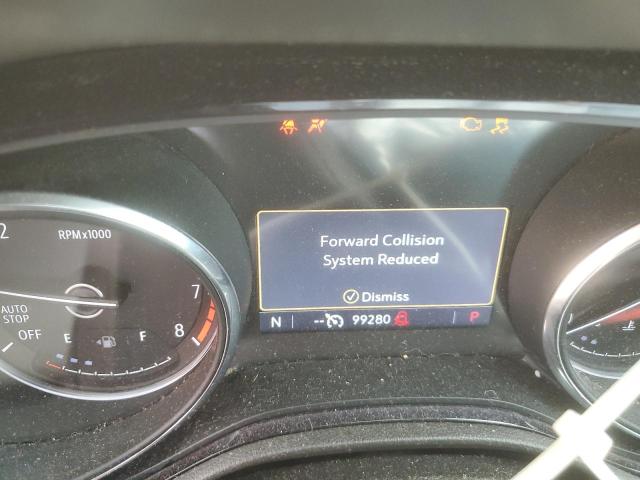 Forward Collision
System Reduced
Dismiss
N -- 99280 P
2 RPMx1000
7
8
AUTO
STOP
OFF
E F